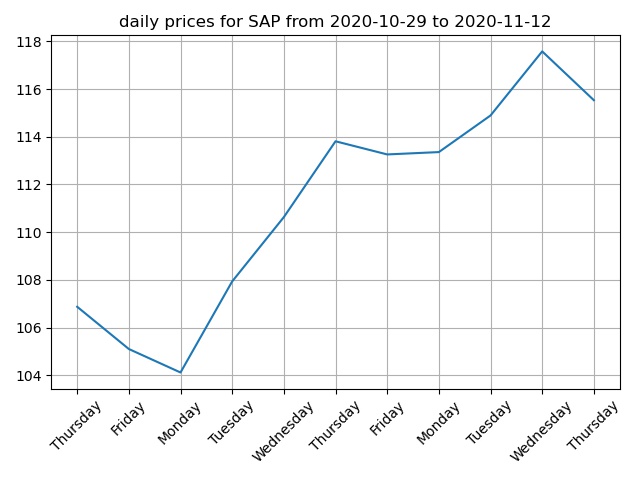 daily prices for SAP from 2020-10-29 to 2020-11-12
118
116
114
112
110
108
106
104
Thursday
Friday
Monday
Tuesday
Wednesday
Thursday
Friday
Monday
Tuesday
Wednesday
Thursday